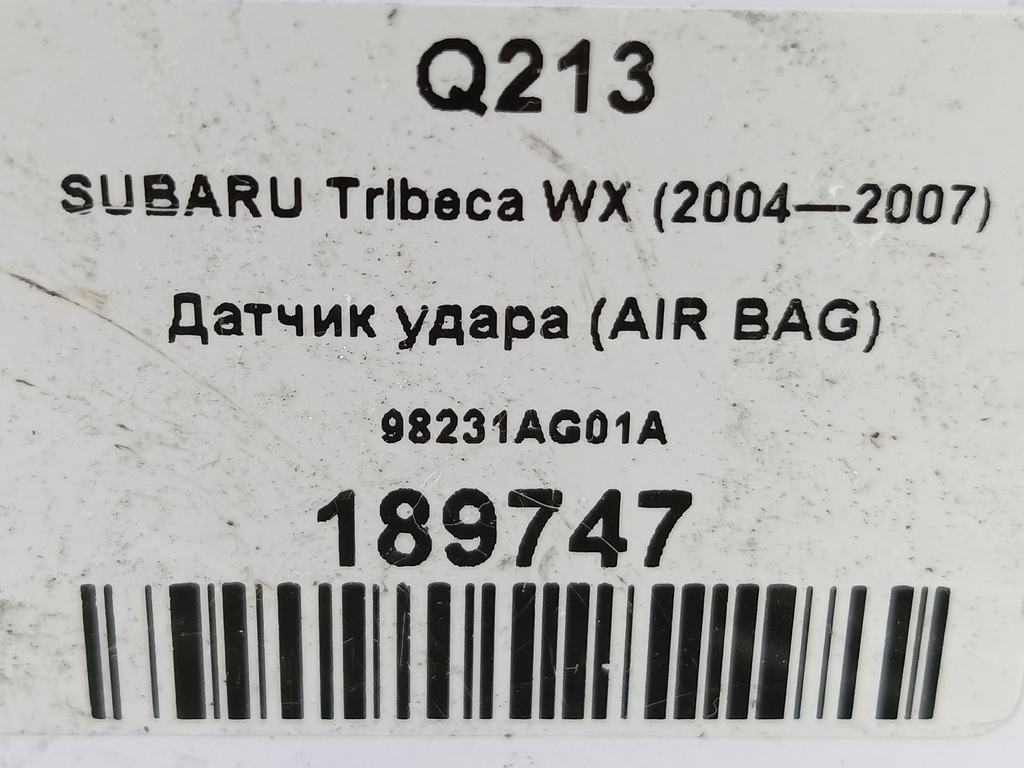 Q213
SUBARU Tribeca WX (2004—2007)
Датчик удара (AIR BAG)
98231AG01A
189747